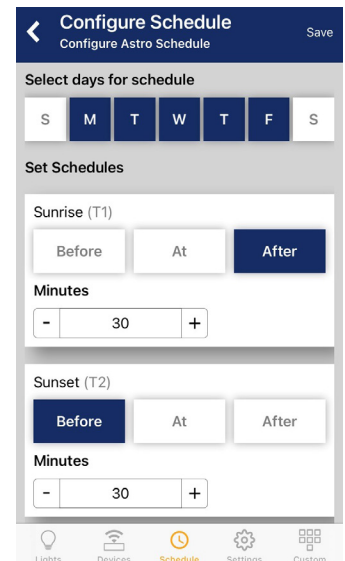 Configure Schedule
Configure Astro Schedule
Save
Select days for schedule
S M T W T F S
Set Schedules
Sunrise (T1)
Before At After
Minutes
- 30 +
Sunset (T2)
Before At After
Minutes
- 30 +
Lights Devices Schedule Settings Custom